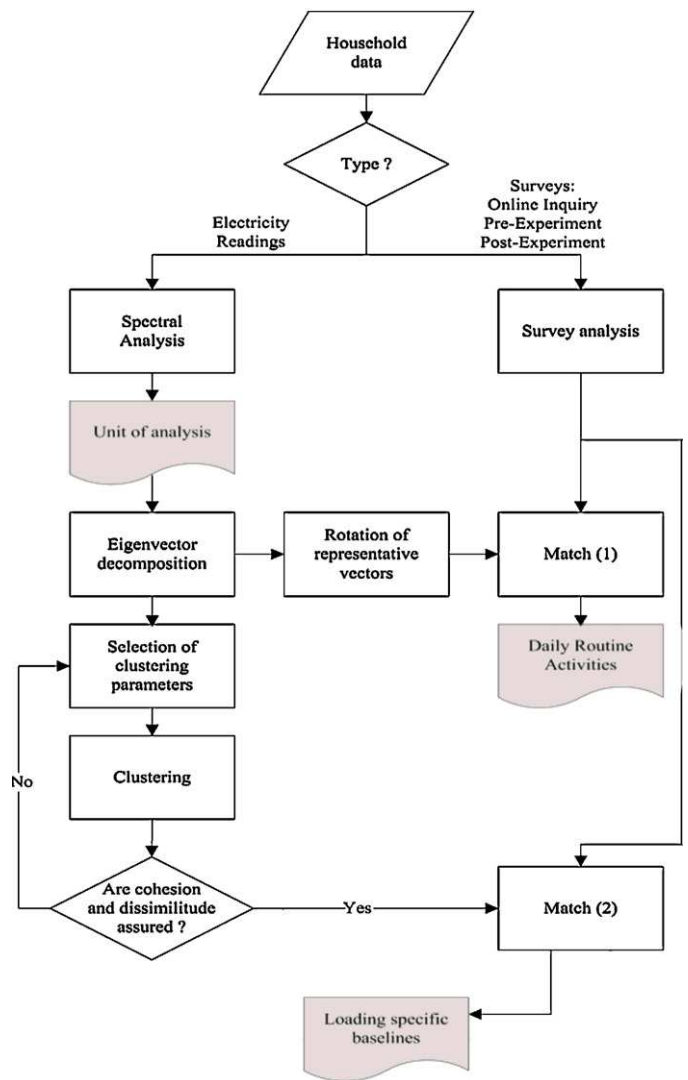 Household
data
Type ?
Surveys:
Online Inquiry
Pre-Experiment
Post-Experiment
Electricity
Readings
Spectral
Analysis
Survey analysis
Unit of analysis
Eigenvector
decomposition
Rotation of
representative
vectors
Match (1)
Selection of
clustering
parameters
Daily Routine
Activities
No
Clustering
Are cohesion
and dissimilitude
assured ?
Yes
Match (2)
Loading specific
baselines